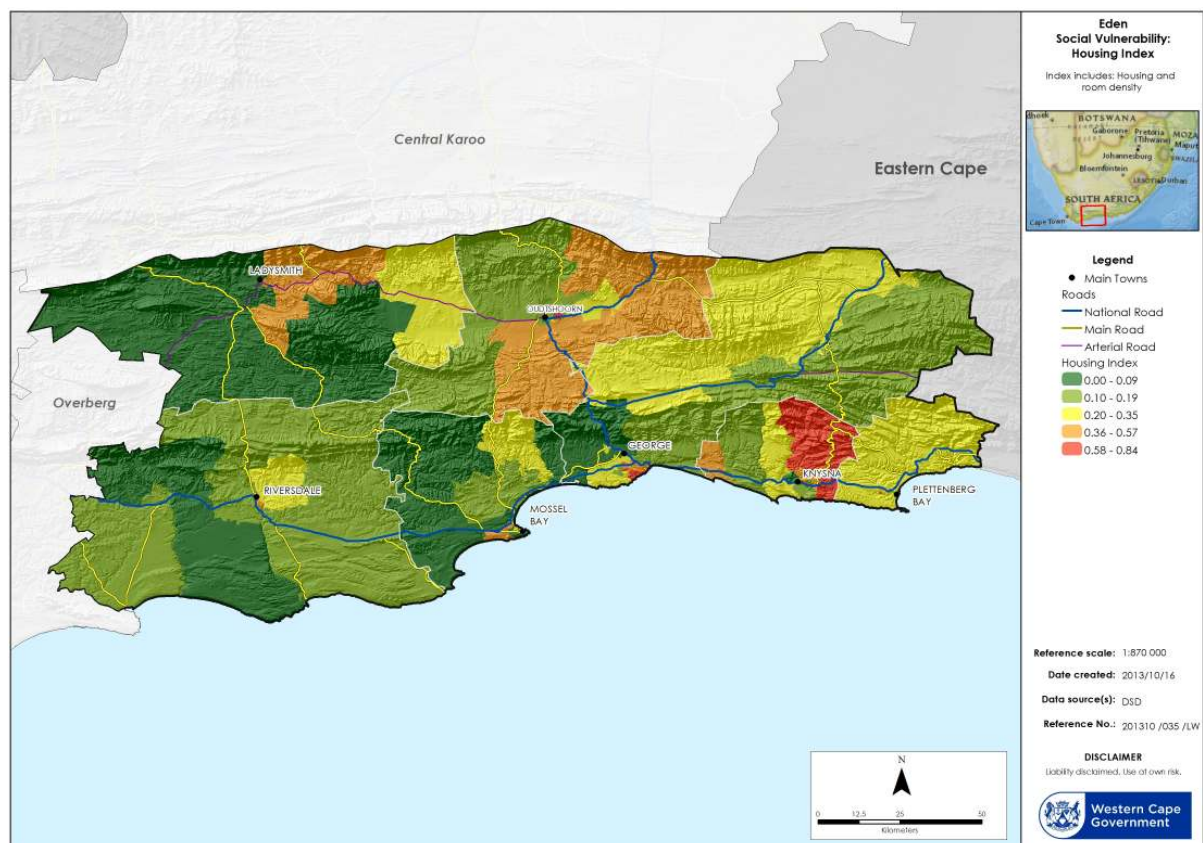 Central Karoo
Eastern Cape
LADYSMITH
OUDTSHOORN
Overberg
GEORGE
RIVERSDALE
KNYSNA
MOSSEL
BAY
PLETTENBERG
BAY
N
0 12.5 25 50
Kilometers
Eden
Social Vulnerability:
Housing Index
Index includes: Housing and
room density
BOTSWANA
Gaborone
Pretoria
(Tshwane)
MOZA
Maput
Johannesburg
SWAZILA
Bloemfontein
LESOTHO
Durban
SOUTH AFRICA
Cape Town
Legend
Main Towns
Roads
National Road
Main Road
Arterial Road
Housing Index
0.00 - 0.09
0.10 - 0.19
0.20 - 0.35
0.36 - 0.57
0.58 - 0.84
Reference scale: 1:870 000
Date created: 2013/10/16
Data source(s): DSD
Reference No.: 201310 /035 /LW
DISCLAIMER
Liability disclaimed. Use at own risk.
Western Cape
Government